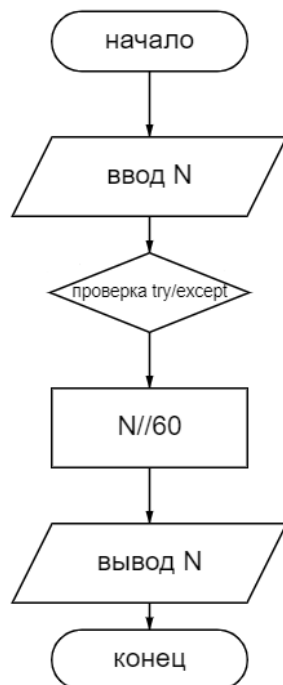 начало
ввод N
проверка try/except
N//60
вывод N
конец